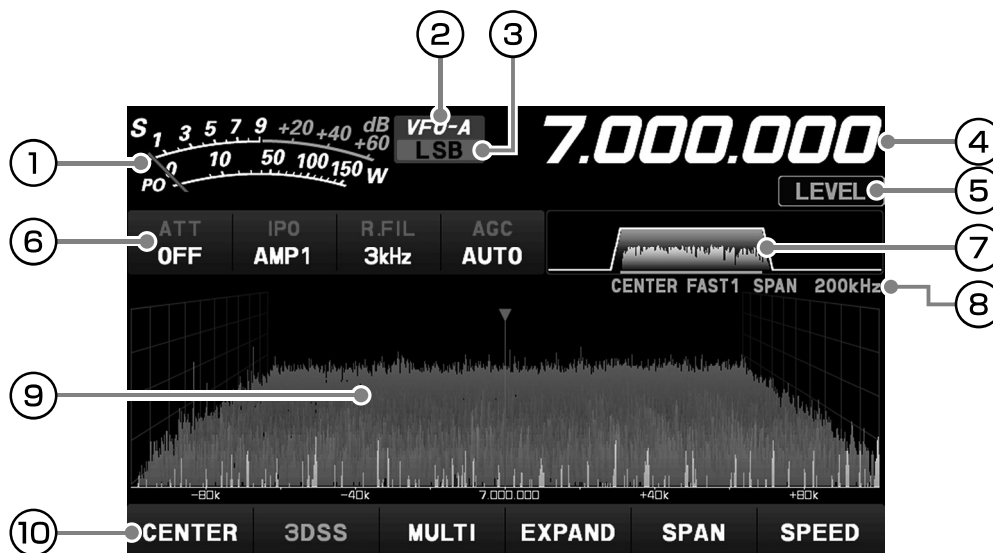 2 3
S 1 3 5 7 9 +20 +40 +60 dB
VFO-A
7.000.000
4
1
PO 0 10 50 100 150 W
LSB
LEVEL
5
6
ATT IPO R.FIL AGC
OFF AMP1 3kHz AUTO
7
CENTER FAST1 SPAN 200kHz
8
9
-80k -40k 7.000.000 +40k +80k
10
CENTER 3DSS MULTI EXPAND SPAN SPEED